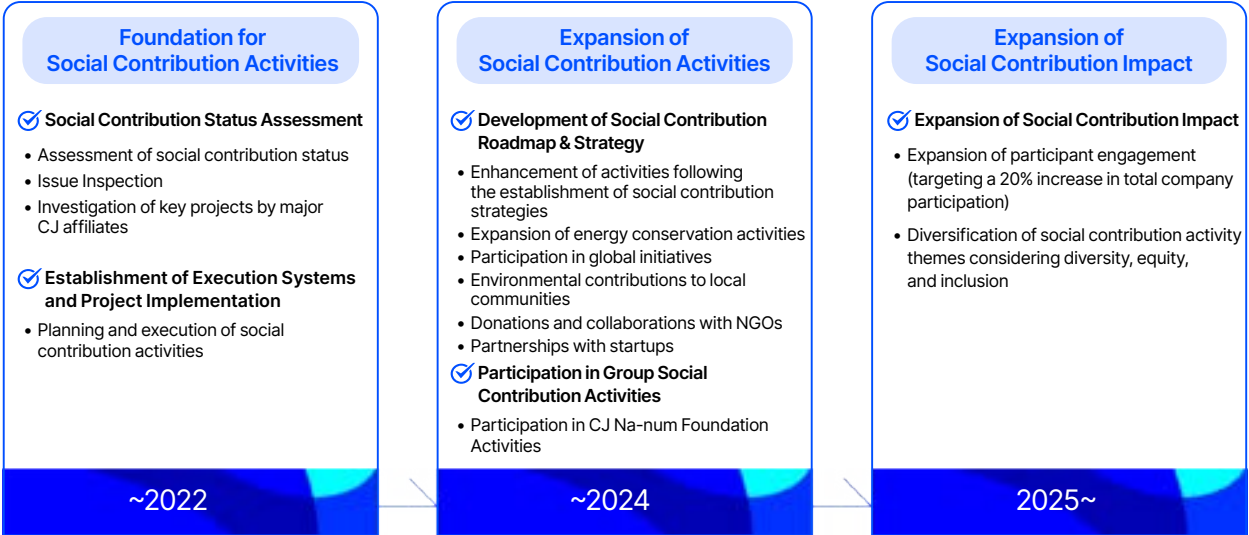 Foundation for
Social Contribution Activities
Social Contribution Status Assessment
• Assessment of social contribution status
• Issue Inspection
• Investigation of key projects by major
CJ affiliates
Establishment of Execution Systems
and Project Implementation
• Planning and execution of social
contribution activities
~2022
Expansion of
Social Contribution Activities
Development of Social Contribution
Roadmap & Strategy
• Enhancement of activities following
the establishment of social contribution
strategies
• Expansion of energy conservation activities
• Participation in global initiatives
• Environmental contributions to local
communities
• Donations and collaborations with NGOs
• Partnerships with startups
Participation in Group Social
Contribution Activities
• Participation in CJ Na-num Foundation
Activities
~2024
Expansion of
Social Contribution Impact
Expansion of Social Contribution Impact
• Expansion of participant engagement
(targeting a 20% increase in total company
participation)
• Diversification of social contribution activity
themes considering diversity, equity,
and inclusion
2025~